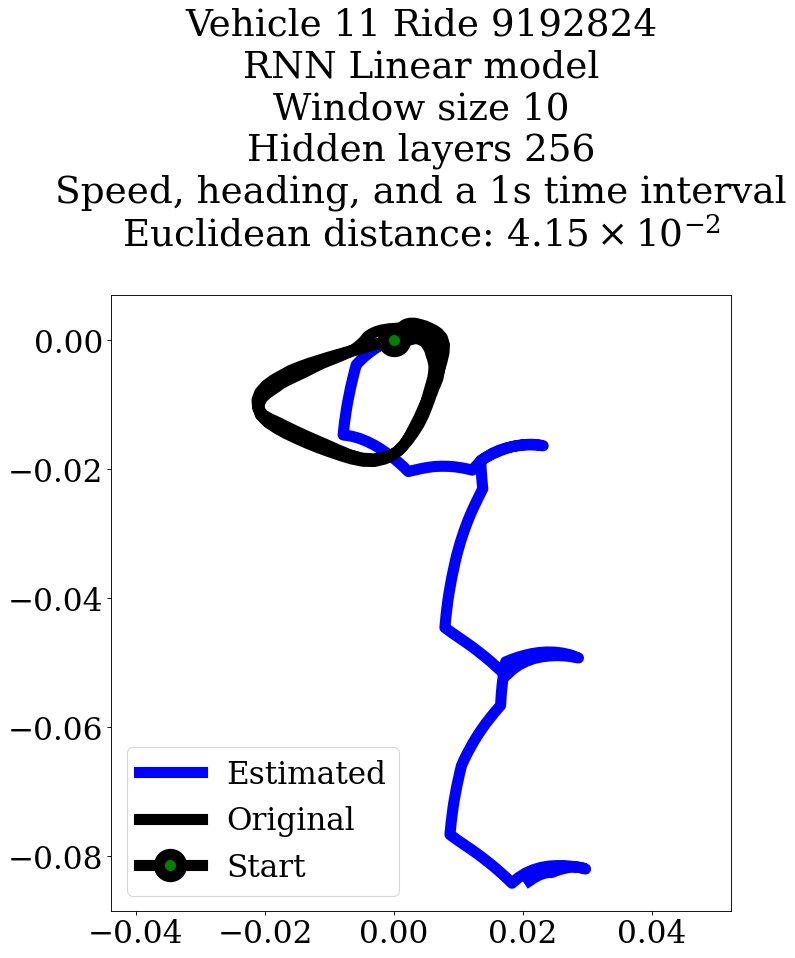 Vehicle 11 Ride 9192824
RNN Linear model
Window size 10
Hidden layers 256
Speed, heading, and a 1s time interval
Euclidean distance: 4.15 × 10⁻²
0.00
−0.02
−0.04
−0.06
−0.08
Estimated
Original
Start
−0.04 −0.02 0.00 0.02 0.04